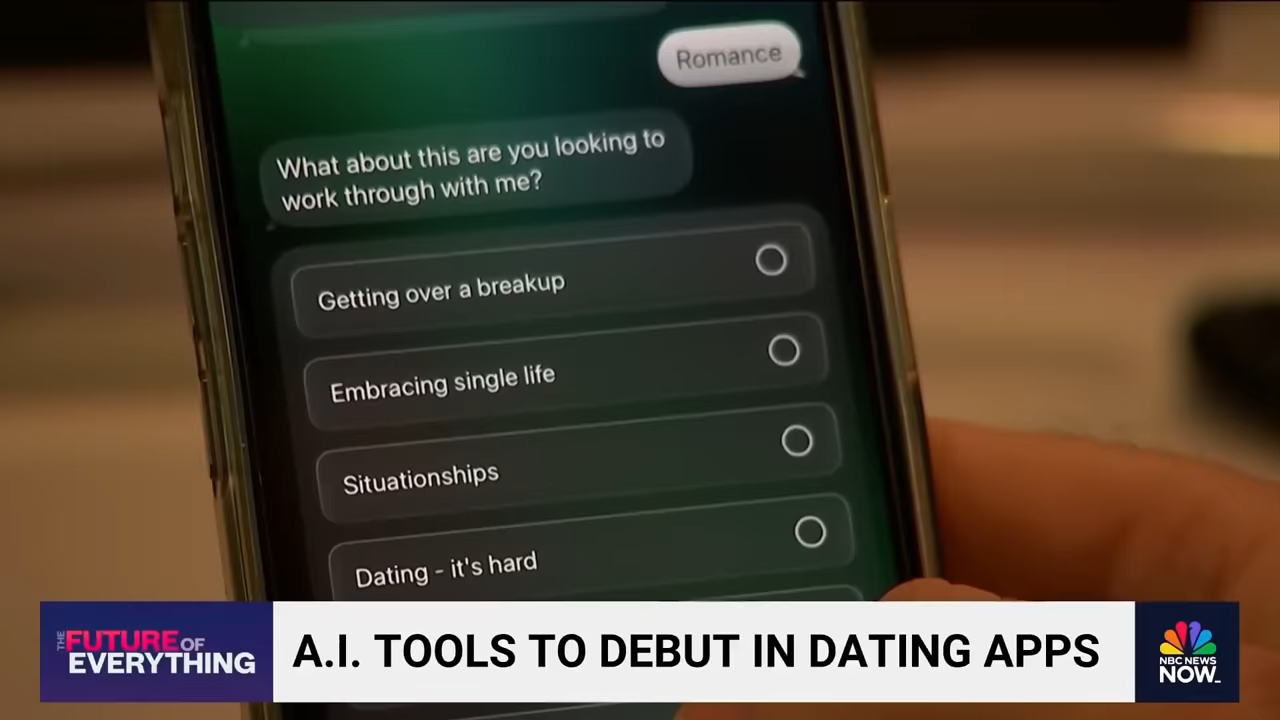 Romance
What about this are you looking to
work through with me?
Getting over a breakup
Embracing single life
Situationships
Dating - it's hard
THE
FUTURE OF
EVERYTHING
A.I. TOOLS TO DEBUT IN DATING APPS
NBC NEWS
NOW_